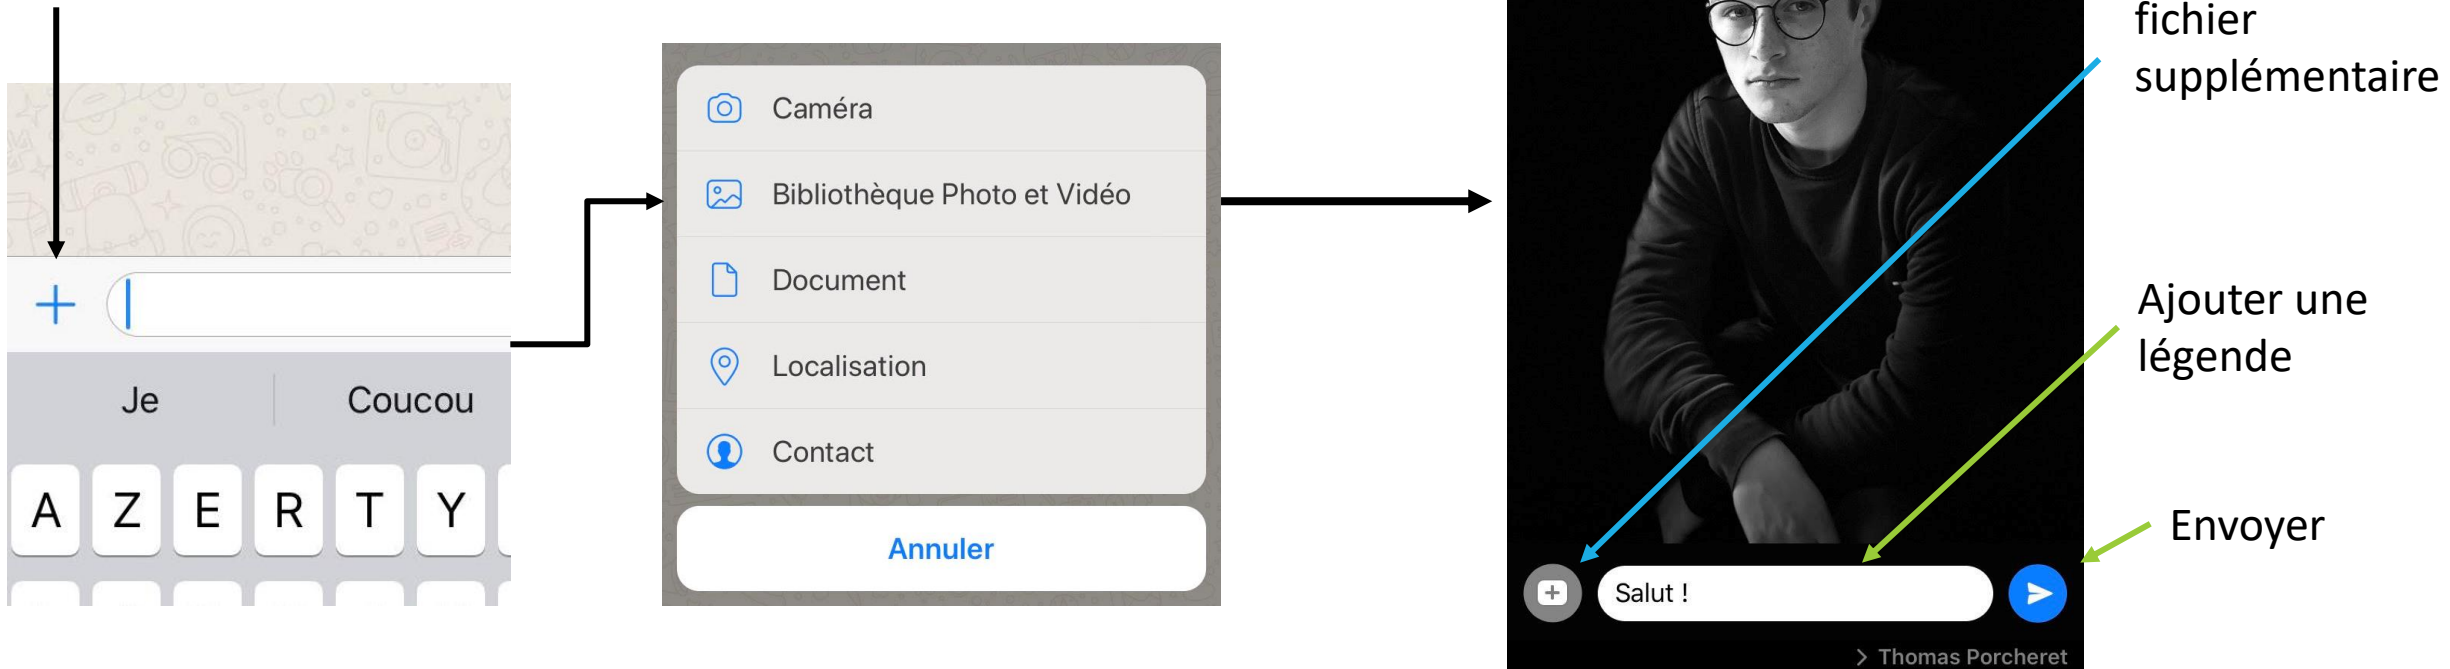 Je
Coucou
A Z E R T Y
Caméra
Bibliothèque Photo et Vidéo
Document
Localisation
Contact
Annuler
Salut !
> Thomas Porcheret
fichier
supplémentaire
Ajouter une
légende
Envoyer